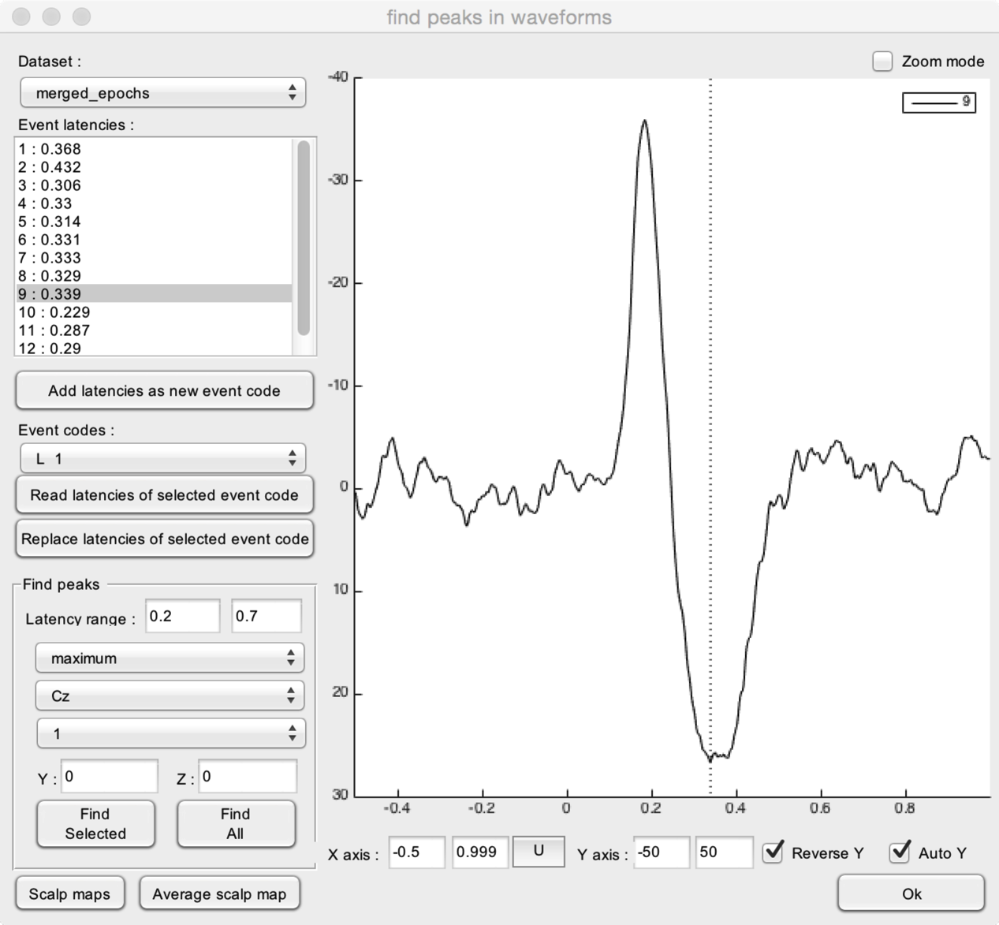 find peaks in waveforms
Dataset :
merged_epochs
Event latencies :
1 : 0.368
2 : 0.432
3 : 0.306
4 : 0.33
5 : 0.314
6 : 0.331
7 : 0.333
8 : 0.329
9 : 0.339
10 : 0.229
11 : 0.287
12 : 0.29
Add latencies as new event code
Event codes :
L 1
Read latencies of selected event code
Replace latencies of selected event code
Find peaks
Latency range : 0.2 0.7
maximum
Cz
1
Y : 0 Z : 0
Find Selected
Find All
Scalp maps
Average scalp map
Zoom mode
9
-40
-30
-20
-10
0
10
20
30
-0.4 -0.2 0 0.2 0.4 0.6 0.8
X axis : -0.5 0.999 U Y axis : -50 50 Reverse Y Auto Y
Ok